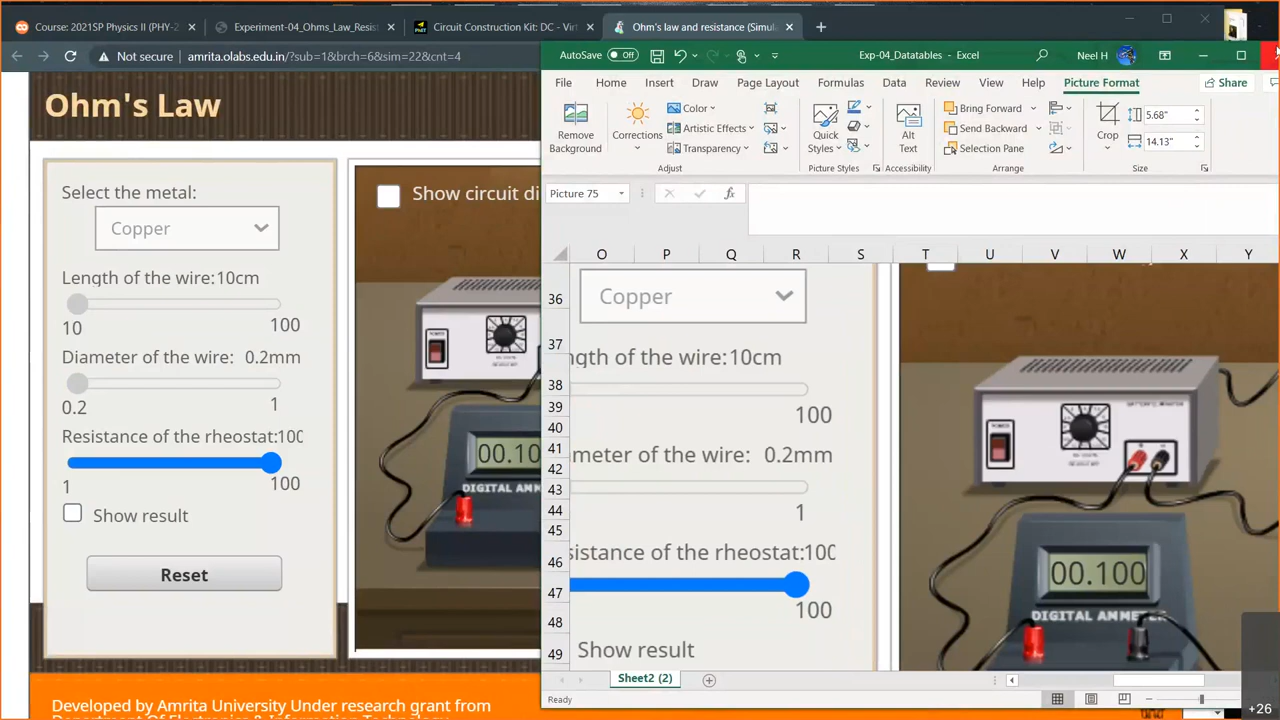 Course: 2021SP Physics II (PHY-
Experiment-04_Ohms_Law_Resis
Circuit Construction Kit: DC - Virt
Ohm's law and resistance (Simul
Not secure amrita.olabs.edu.in/?sub=1&brch=6&sim=22&cnt=4
Ohm's Law
Select the metal:
Copper
Length of the wire:10cm
10 100
Diameter of the wire: 0.2mm
0.2 1
Resistance of the rheostat:100
1 100
Show result
Reset
Show circuit di
POWER
00.10
DIGITAL AMM
Developed by Amrita University Under research grant from
Department Of Electronics & Information Technology
AutoSave Off
Exp-04_Datatables - Excel
Neel H
File Home Insert Draw Page Layout Formulas Data Review View Help Picture Format Share
Remove Background
Corrections
Color
Artistic Effects
Transparency
Adjust
Quick Styles
Picture Styles
Alt Text
Accessibility
Bring Forward
Send Backward
Selection Pane
Arrange
Crop
5.68"
14.13"
Size
Picture 75
fx
O P Q R S T U V W X Y
36
37
38
39
40
41
42
43
44
45
46
47
48
49
Copper
ngth of the wire:10cm
100
meter of the wire: 0.2mm
1
sistance of the rheostat:100
100
Show result
POWER
00.100
DIGITAL AMMETER
Sheet2 (2)
Ready
+26